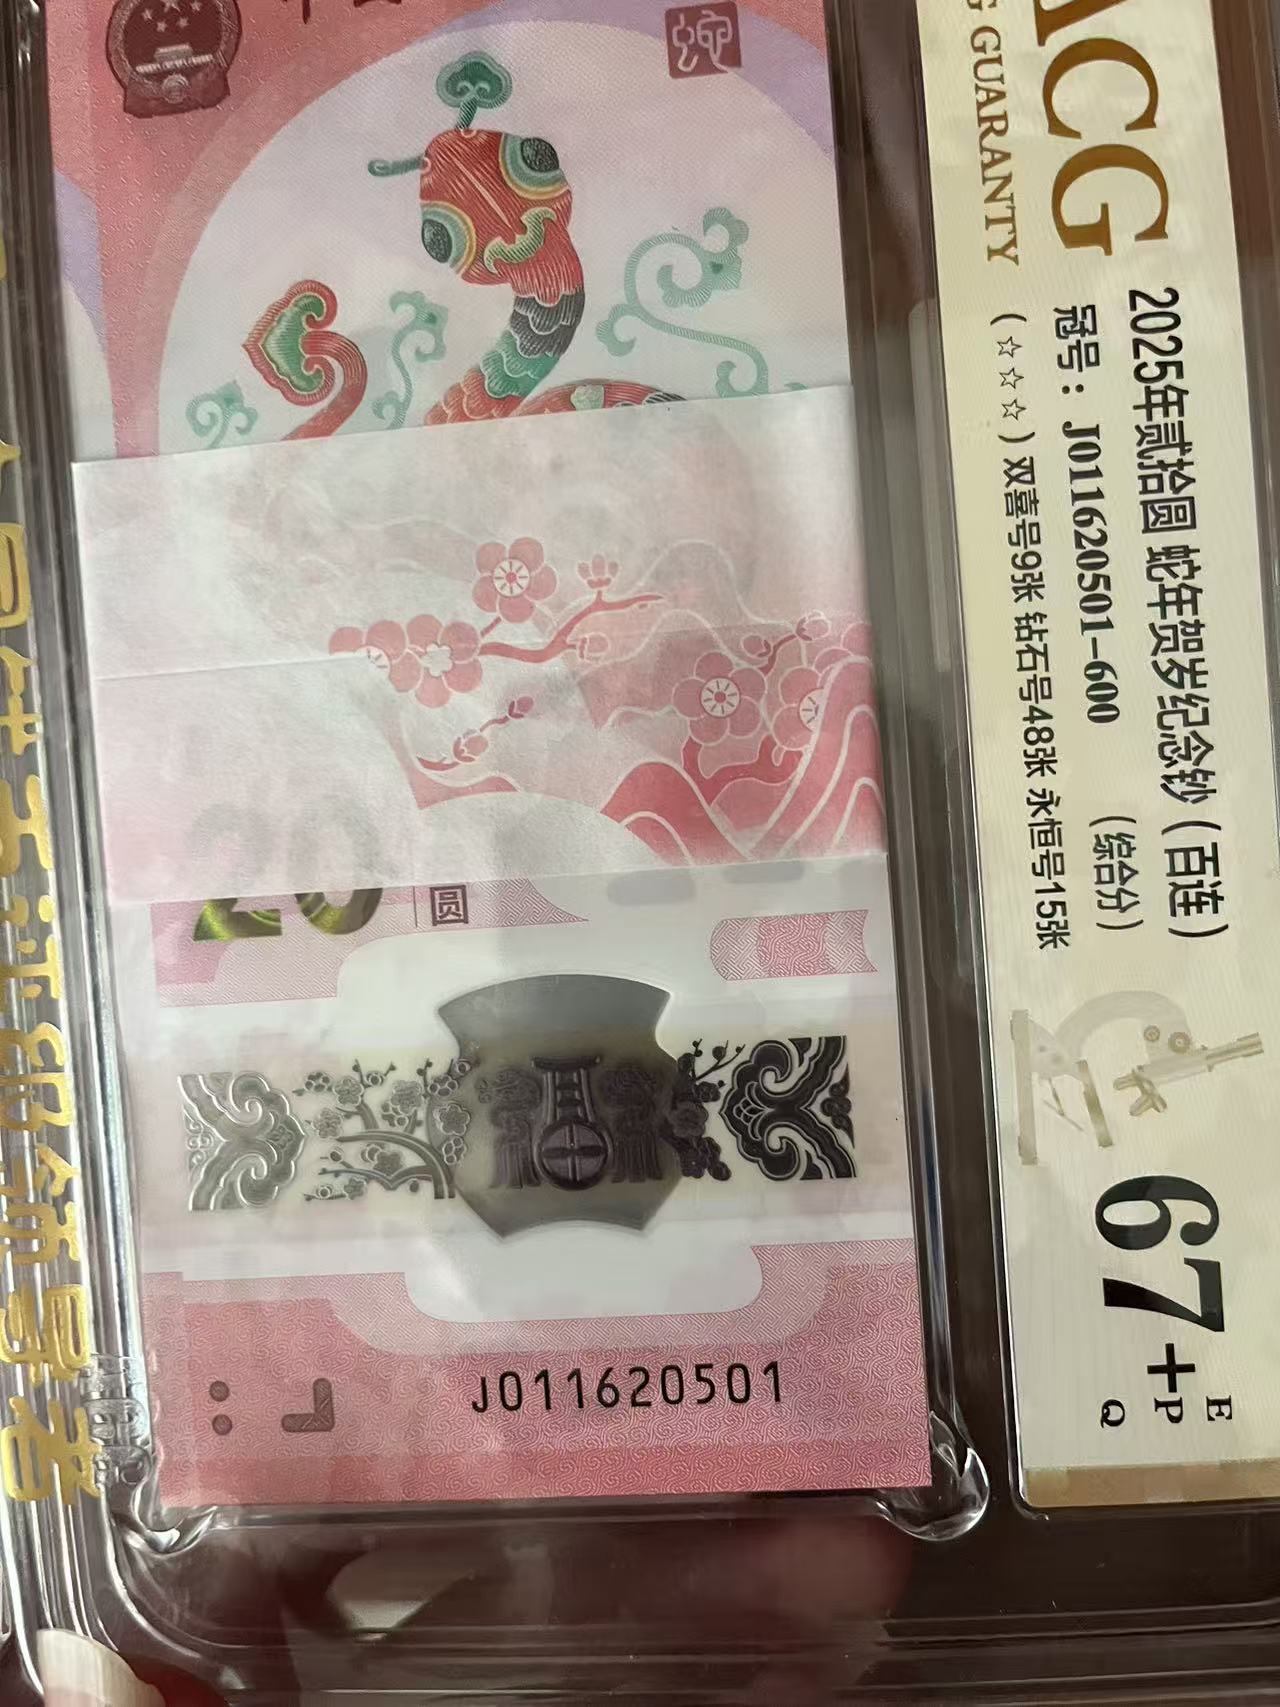 蛇
20
圆
J011620501
ACG
G GUARANTY
2025年贰拾圆 蛇年贺岁纪念钞（百连）
冠号：J011620501-600 （综合分）
（☆☆☆）双喜号9张 钻石号48张 永恒号15张
67+
E
P
Q